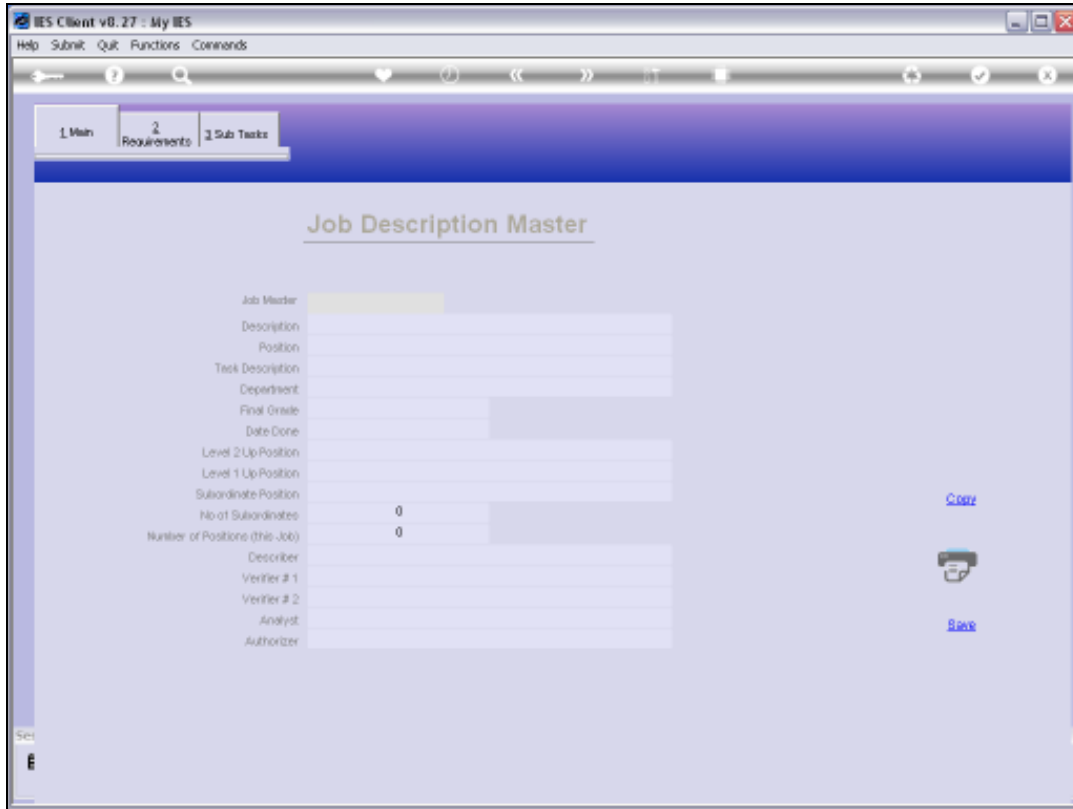 IES Client v8.27 : My IES
Help Submit Quit Functions Commands
1 Main
2 Requirements
3 Sub Tasks
Job Description Master
Job Master
Description
Position
Task Description
Department
Final Grade
Date Done
Level 2 Up Position
Level 1 Up Position
Subordinate Position
No of Subordinates 0
Number of Positions (this Job) 0
Describer
Verifier # 1
Verifier # 2
Analyst
Authorizer
Copy
Save